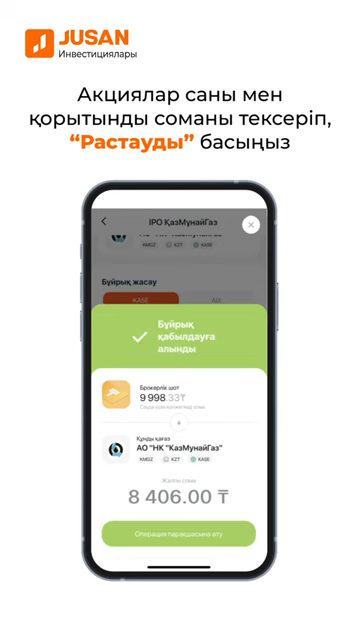 JUSAN
Инвестициялары
Акциялар саны мен
қорытынды соманы тексеріп,
“Растауды” басыңыз
IPO ҚазМұнайГаз
KMGZ KZT KASE
Бұйрық жасау
KASE AIX
Бұйрық
қабылдауға
алынды
Брокерлік шот
9 998.33₸
Құнды қағаз
АО "НК "КазМунайГаз"
KMGZ KZT KASE
Жалпы сома
8 406.00 ₸
Операция парақшасына өту